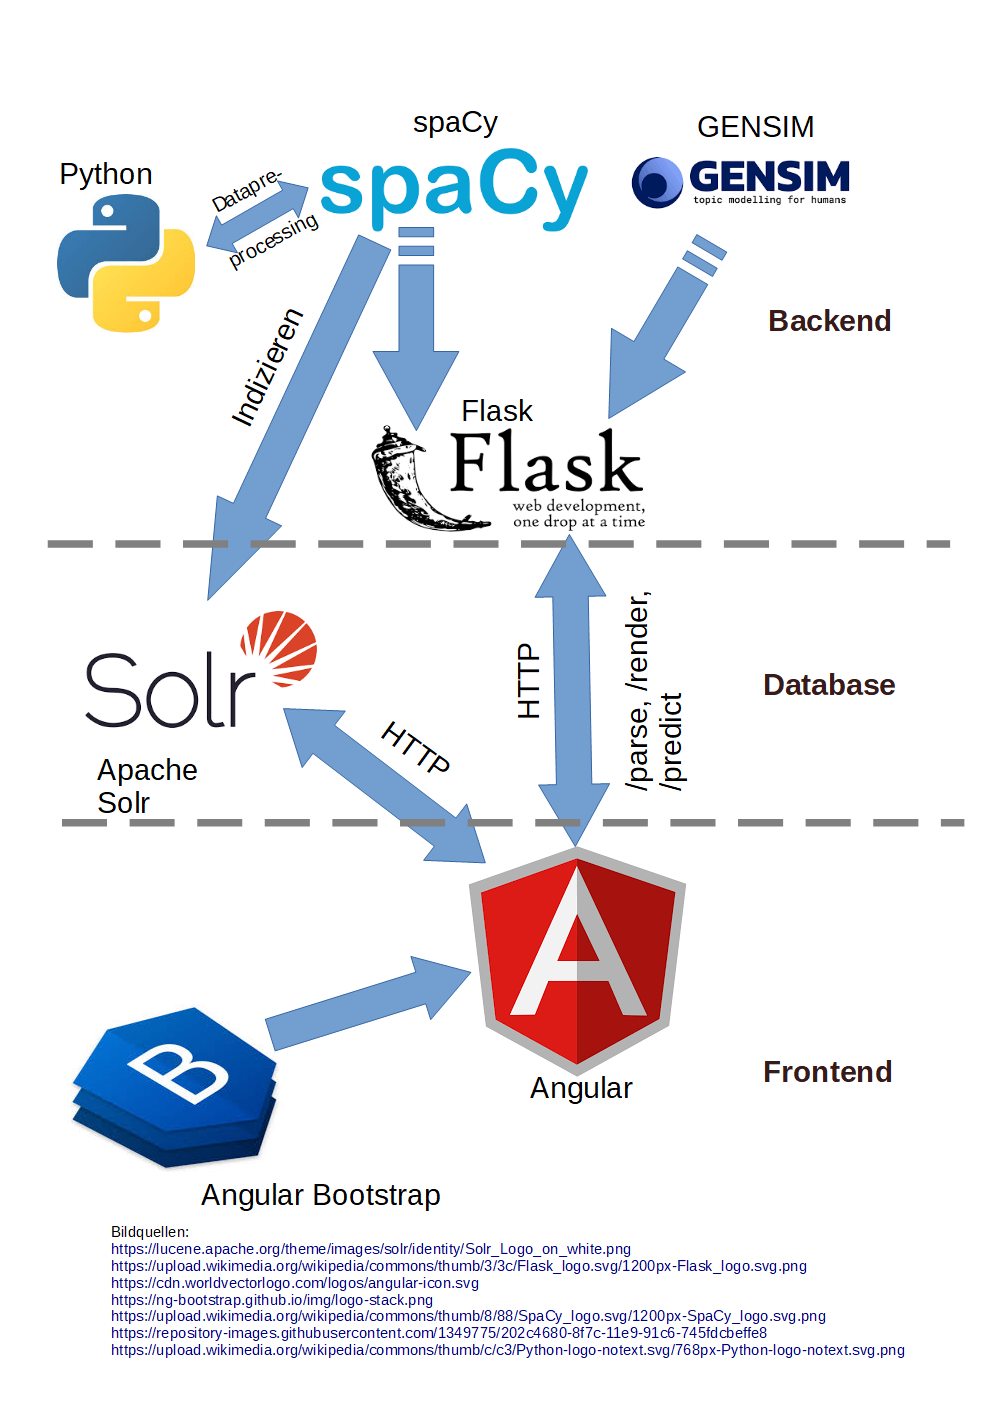 spaCy
GENSIM
Python
spaCy
GENSIM
topic modelling for humans
Datapre-
processing
Indizieren
Backend
Flask
Flask
web development,
one drop at a time
HTTP
/parse, /render,
/predict
Database
Solr
HTTP
Apache
Solr
Angular
Frontend
B
Angular Bootstrap
Bildquellen:
https://lucene.apache.org/theme/images/solr/identity/Solr_Logo_on_white.png
https://upload.wikimedia.org/wikipedia/commons/thumb/3/3c/Flask_logo.svg/1200px-Flask_logo.svg.png
https://cdn.worldvectorlogo.com/logos/angular-icon.svg
https://ng-bootstrap.github.io/img/logo-stack.png
https://upload.wikimedia.org/wikipedia/commons/thumb/8/88/SpaCy_logo.svg/1200px-SpaCy_logo.svg.png
https://repository-images.githubusercontent.com/1349775/202c4680-8f7c-11e9-91c6-745fdcbeffe8
https://upload.wikimedia.org/wikipedia/commons/thumb/c/c3/Python-logo-notext.svg/768px-Python-logo-notext.svg.png